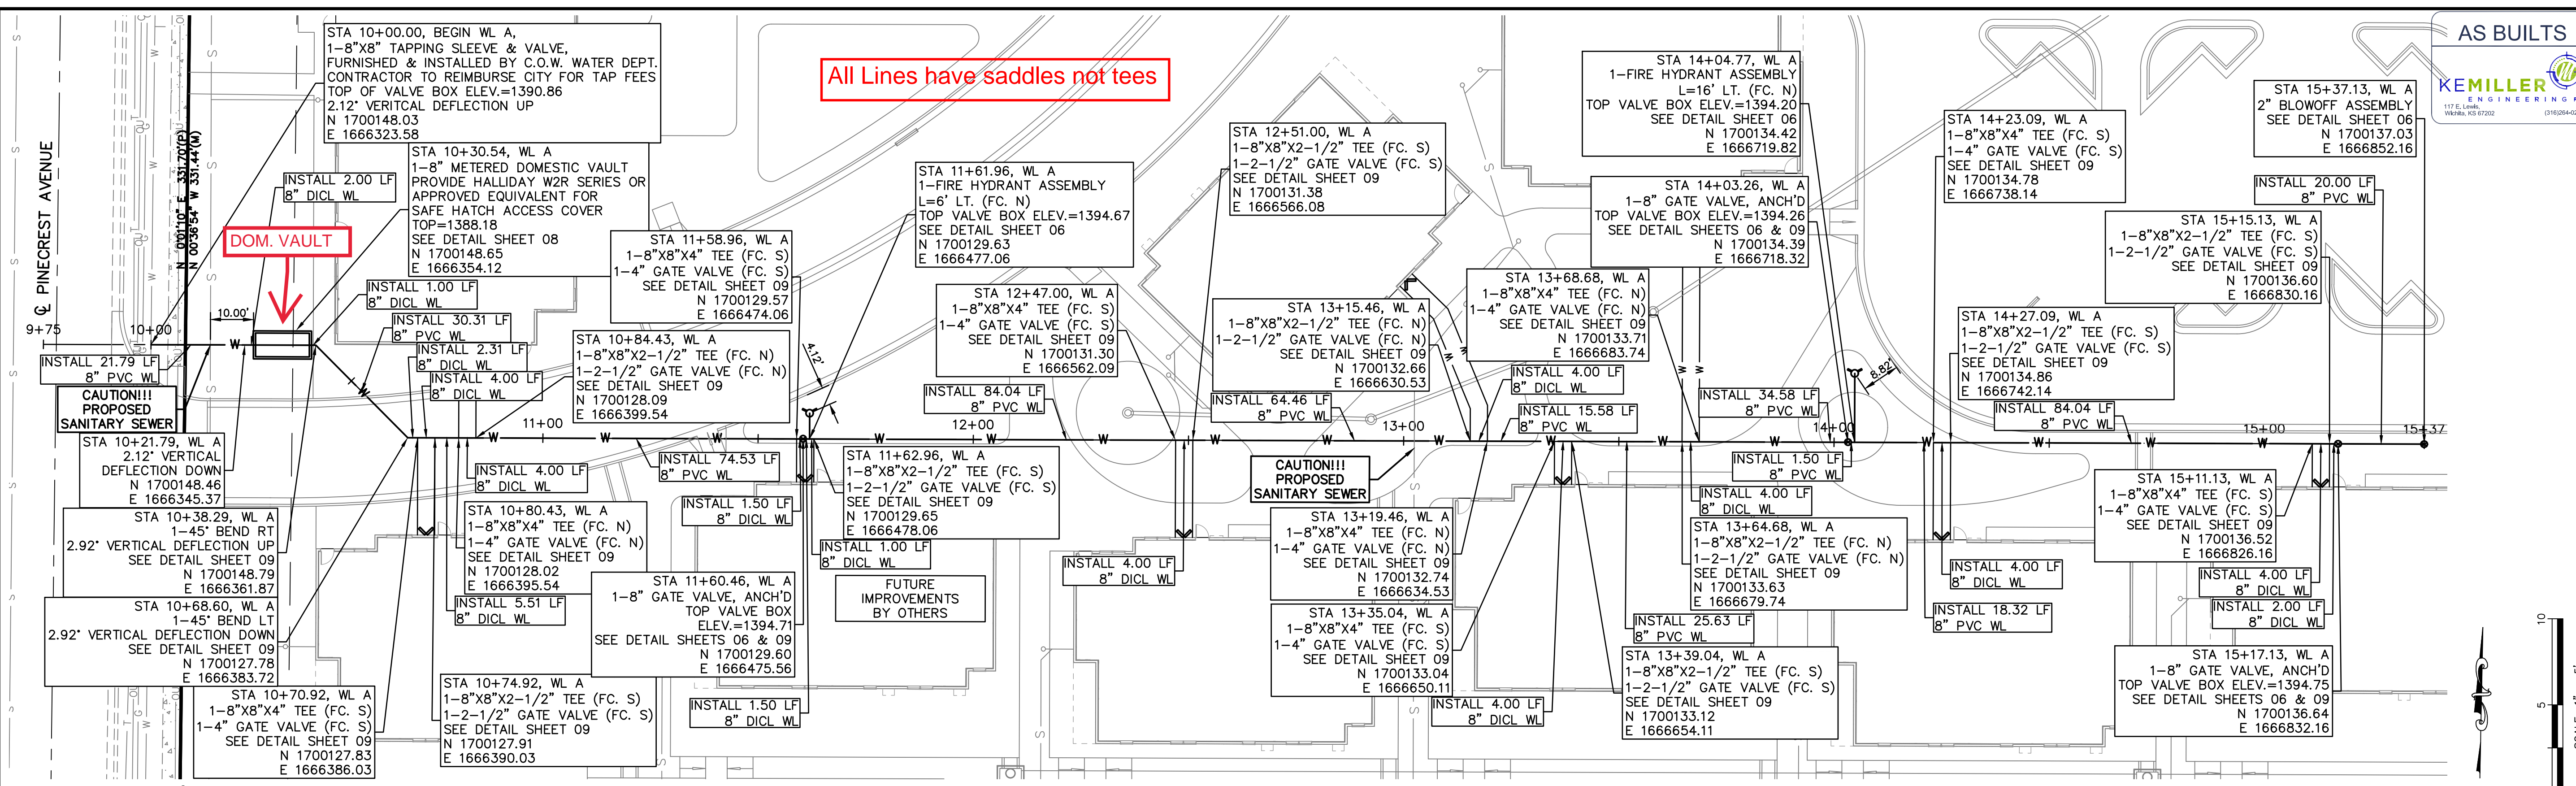 STA 10+00.00, BEGIN WL A,
1-8"X8" TAPPING SLEEVE & VALVE,
FURNISHED & INSTALLED BY C.O.W. WATER DEPT.
CONTRACTOR TO REIMBURSE CITY FOR TAP FEES
TOP OF VALVE BOX ELEV.=1390.86
2.12° VERITCAL DEFLECTION UP
N 1700148.03
E 1666323.58
All Lines have saddles not tees
AS BUILTS
KEMILLER
ENGINEERING
117 E. Lewis,
Wichita, KS 67202
STA 10+30.54, WL A
1-8" METERED DOMESTIC VAULT
PROVIDE HALLIDAY W2R SERIES OR
APPROVED EQUIVALENT FOR
SAFE HATCH ACCESS COVER
TOP=1388.18
SEE DETAIL SHEET 08
N 1700148.65
E 1666354.12
INSTALL 2.00 LF
8" DICL WL
DOM. VAULT
℄ PINECREST AVENUE
N 0°01'10" E 331.70'(P)
N 00°36'54" W 331.44'(M)
9+75
10+00
10.00'
INSTALL 1.00 LF
8" DICL WL
INSTALL 30.31 LF
8" PVC WL
INSTALL 2.31 LF
8" DICL WL
INSTALL 4.00 LF
8" DICL WL
INSTALL 21.79 LF
8" PVC WL
CAUTION!!!
PROPOSED
SANITARY SEWER
STA 10+21.79, WL A
2.12° VERTICAL
DEFLECTION DOWN
N 1700148.46
E 1666345.37
STA 10+38.29, WL A
1-45° BEND RT
2.92° VERTICAL DEFLECTION UP
SEE DETAIL SHEET 09
N 1700148.79
E 1666361.87
STA 10+68.60, WL A
1-45° BEND LT
2.92° VERTICAL DEFLECTION DOWN
SEE DETAIL SHEET 09
N 1700127.78
E 1666383.72
STA 10+70.92, WL A
1-8"X8"X4" TEE (FC. S)
1-4" GATE VALVE (FC. S)
SEE DETAIL SHEET 09
N 1700127.83
E 1666386.03
STA 10+74.92, WL A
1-8"X8"X2-1/2" TEE (FC. S)
1-2-1/2" GATE VALVE (FC. S)
SEE DETAIL SHEET 09
N 1700127.91
E 1666390.03
INSTALL 5.51 LF
8" DICL WL
STA 10+80.43, WL A
1-8"X8"X4" TEE (FC. N)
1-4" GATE VALVE (FC. N)
SEE DETAIL SHEET 09
N 1700128.02
E 1666395.54
INSTALL 4.00 LF
8" DICL WL
STA 10+84.43, WL A
1-8"X8"X2-1/2" TEE (FC. N)
1-2-1/2" GATE VALVE (FC. N)
SEE DETAIL SHEET 09
N 1700128.09
E 1666399.54
11+00
STA 11+58.96, WL A
1-8"X8"X4" TEE (FC. S)
1-4" GATE VALVE (FC. S)
SEE DETAIL SHEET 09
N 1700129.57
E 1666474.06
INSTALL 74.53 LF
8" PVC WL
INSTALL 1.50 LF
8" DICL WL
STA 11+60.46, WL A
1-8" GATE VALVE, ANCH'D
TOP VALVE BOX
ELEV.=1394.71
SEE DETAIL SHEETS 06 & 09
N 1700129.60
E 1666475.56
INSTALL 1.50 LF
8" DICL WL
4.12'
STA 11+61.96, WL A
1-FIRE HYDRANT ASSEMBLY
L=6' LT. (FC. N)
TOP VALVE BOX ELEV.=1394.67
SEE DETAIL SHEET 06
N 1700129.63
E 1666477.06
STA 11+62.96, WL A
1-8"X8"X2-1/2" TEE (FC. S)
1-2-1/2" GATE VALVE (FC. S)
SEE DETAIL SHEET 09
N 1700129.65
E 1666478.06
INSTALL 1.00 LF
8" DICL WL
FUTURE
IMPROVEMENTS
BY OTHERS
INSTALL 84.04 LF
8" PVC WL
12+00
STA 12+47.00, WL A
1-8"X8"X4" TEE (FC. S)
1-4" GATE VALVE (FC. S)
SEE DETAIL SHEET 09
N 1700131.30
E 1666562.09
STA 12+51.00, WL A
1-8"X8"X2-1/2" TEE (FC. S)
1-2-1/2" GATE VALVE (FC. S)
SEE DETAIL SHEET 09
N 1700131.38
E 1666566.08
INSTALL 4.00 LF
8" DICL WL
INSTALL 64.46 LF
8" PVC WL
CAUTION!!!
PROPOSED
SANITARY SEWER
13+00
STA 13+15.46, WL A
1-8"X8"X2-1/2" TEE (FC. N)
1-2-1/2" GATE VALVE (FC. N)
SEE DETAIL SHEET 09
N 1700132.66
E 1666630.53
STA 13+19.46, WL A
1-8"X8"X4" TEE (FC. N)
1-4" GATE VALVE (FC. N)
SEE DETAIL SHEET 09
N 1700132.74
E 1666634.53
STA 13+35.04, WL A
1-8"X8"X4" TEE (FC. S)
1-4" GATE VALVE (FC. S)
SEE DETAIL SHEET 09
N 1700133.04
E 1666650.11
INSTALL 4.00 LF
8" DICL WL
INSTALL 4.00 LF
8" DICL WL
INSTALL 15.58 LF
8" PVC WL
STA 13+39.04, WL A
1-8"X8"X2-1/2" TEE (FC. S)
1-2-1/2" GATE VALVE (FC. S)
SEE DETAIL SHEET 09
N 1700133.12
E 1666654.11
INSTALL 25.63 LF
8" PVC WL
STA 13+64.68, WL A
1-8"X8"X2-1/2" TEE (FC. N)
1-2-1/2" GATE VALVE (FC. N)
SEE DETAIL SHEET 09
N 1700133.63
E 1666679.74
INSTALL 4.00 LF
8" DICL WL
STA 13+68.68, WL A
1-8"X8"X4" TEE (FC. N)
1-4" GATE VALVE (FC. N)
SEE DETAIL SHEET 09
N 1700133.71
E 1666683.74
INSTALL 34.58 LF
8" PVC WL
INSTALL 1.50 LF
8" PVC WL
14+00
STA 14+03.26, WL A
1-8" GATE VALVE, ANCH'D
TOP VALVE BOX ELEV.=1394.26
SEE DETAIL SHEETS 06 & 09
N 1700134.39
E 1666718.32
STA 14+04.77, WL A
1-FIRE HYDRANT ASSEMBLY
L=16' LT. (FC. N)
TOP VALVE BOX ELEV.=1394.20
SEE DETAIL SHEET 06
N 1700134.42
E 1666719.82
8.82'
STA 14+23.09, WL A
1-8"X8"X4" TEE (FC. S)
1-4" GATE VALVE (FC. S)
SEE DETAIL SHEET 09
N 1700134.78
E 1666738.14
STA 14+27.09, WL A
1-8"X8"X2-1/2" TEE (FC. S)
1-2-1/2" GATE VALVE (FC. S)
SEE DETAIL SHEET 09
N 1700134.86
E 1666742.14
INSTALL 4.00 LF
8" DICL WL
INSTALL 18.32 LF
8" PVC WL
INSTALL 84.04 LF
8" PVC WL
15+00
STA 15+11.13, WL A
1-8"X8"X4" TEE (FC. S)
1-4" GATE VALVE (FC. S)
SEE DETAIL SHEET 09
N 1700136.52
E 1666826.16
STA 15+15.13, WL A
1-8"X8"X2-1/2" TEE (FC. S)
1-2-1/2" GATE VALVE (FC. S)
SEE DETAIL SHEET 09
N 1700136.60
E 1666830.16
INSTALL 4.00 LF
8" DICL WL
INSTALL 2.00 LF
8" DICL WL
STA 15+17.13, WL A
1-8" GATE VALVE, ANCH'D
TOP VALVE BOX ELEV.=1394.75
SEE DETAIL SHEETS 06 & 09
N 1700136.64
E 1666832.16
INSTALL 20.00 LF
8" PVC WL
STA 15+37.13, WL A
2" BLOWOFF ASSEMBLY
SEE DETAIL SHEET 06
N 1700137.03
E 1666852.16
15+37
10
5